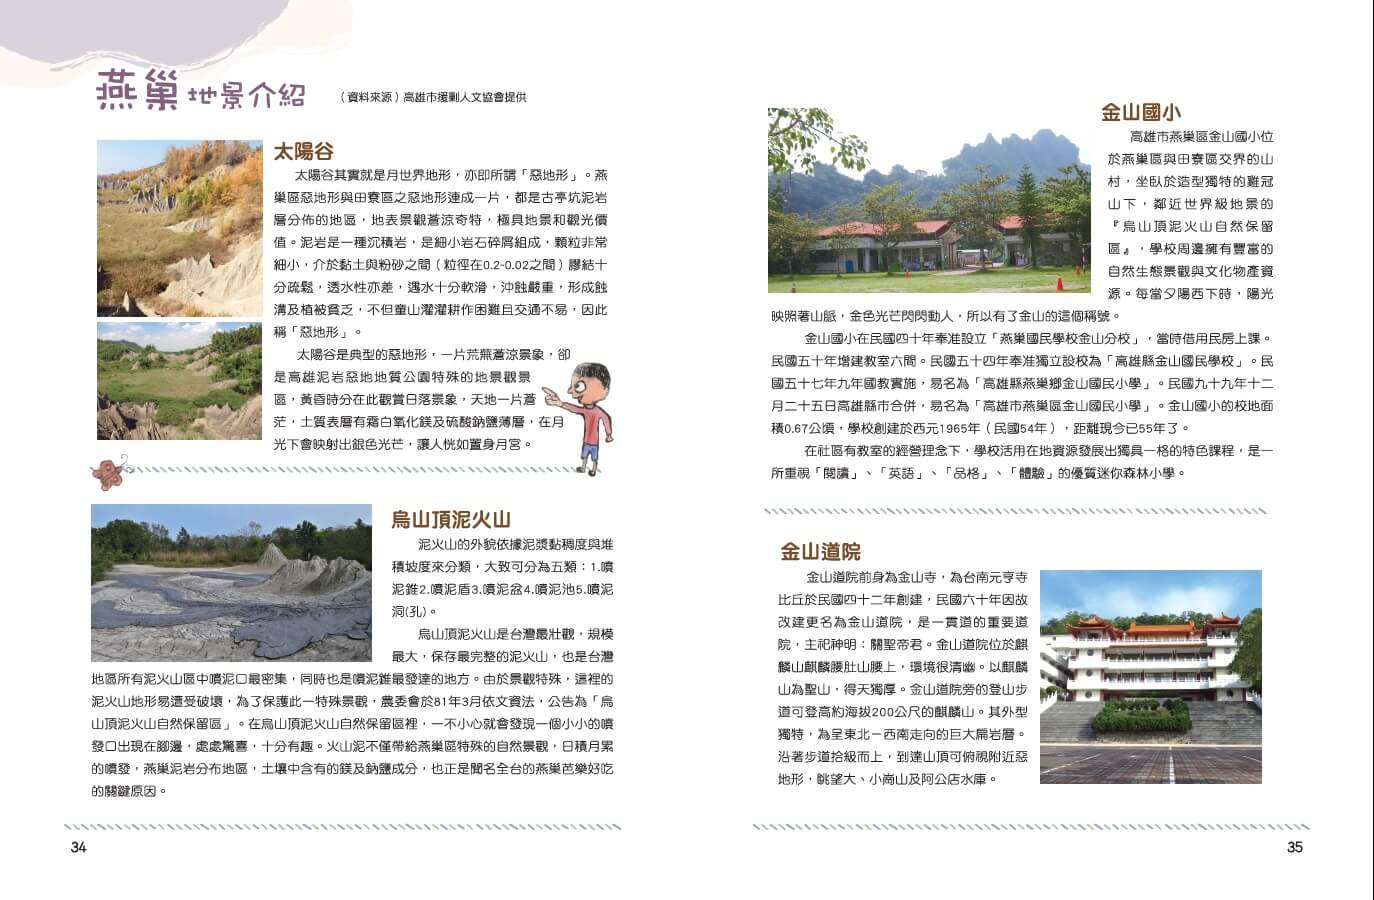 燕巢地景介紹
（資料來源）高雄市援剿人文協會提供
太陽谷
太陽谷其實就是月世界地形，亦即所謂「惡地形」。燕
巢區惡地形與田寮區之惡地形連成一片，都是古亭坑泥岩
層分佈的地區，地表景觀蒼涼奇特，極具地景和觀光價
值。泥岩是一種沉積岩，是細小岩石碎屑組成，顆粒非常
細小，介於黏土與粉砂之間（粒徑在0.2-0.02之間）膠結十
分疏鬆，透水性亦差，遇水十分軟滑，沖蝕嚴重，形成蝕
溝及植被貧乏，不但童山濯濯耕作困難且交通不易，因此
稱「惡地形」。
太陽谷是典型的惡地形，一片荒蕪蒼涼景象，卻
是高雄泥岩惡地地質公園特殊的地景觀景
區，黃昏時分在此觀賞日落景象，天地一片蒼
茫，土質表層有霜白氧化鎂及硫酸鈉鹽薄層，在月
光下會映射出銀色光芒，讓人恍如置身月宮。
烏山頂泥火山
泥火山的外貌依據泥漿黏稠度與堆
積坡度來分類，大致可分為五類：1.噴
泥錐2.噴泥盾3.噴泥盆4.噴泥池5.噴泥
洞(孔)。
烏山頂泥火山是台灣最壯觀，規模
最大，保存最完整的泥火山，也是台灣
地區所有泥火山區中噴泥口最密集，同時也是噴泥錐最發達的地方。由於景觀特殊，這裡的
泥火山地形易遭受破壞，為了保護此一特殊景觀，農委會於81年3月依文資法，公告為「烏
山頂泥火山自然保留區」。在烏山頂泥火山自然保留區裡，一不小心就會發現一個小小的噴
發口出現在腳邊，處處驚喜，十分有趣。火山泥不僅帶給燕巢區特殊的自然景觀，日積月累
的噴發，燕巢泥岩分布地區，土壤中含有的鎂及鈉鹽成分，也正是聞名全台的燕巢芭樂好吃
的關鍵原因。
34
金山國小
高雄市燕巢區金山國小位
於燕巢區與田寮區交界的山
村，坐臥於造型獨特的雞冠
山下，鄰近世界級地景的
『烏山頂泥火山自然保留
區』，學校周邊擁有豐富的
自然生態景觀與文化物產資
源。每當夕陽西下時，陽光
映照著山脈，金色光芒閃閃動人，所以有了金山的這個稱號。
金山國小在民國四十年奉准設立「燕巢國民學校金山分校」，當時借用民房上課。
民國五十年增建教室六間。民國五十四年奉准獨立設校為「高雄縣金山國民學校」。民
國五十七年九年國教實施，易名為「高雄縣燕巢鄉金山國民小學」。民國九十九年十二
月二十五日高雄縣市合併，易名為「高雄市燕巢區金山國民小學」。金山國小的校地面
積0.67公頃，學校創建於西元1965年（民國54年），距離現今已55年了。
在社區有教室的經營理念下，學校活用在地資源發展出獨具一格的特色課程，是一
所重視「閱讀」、「英語」、「品格」、「體驗」的優質迷你森林小學。
金山道院
金山道院前身為金山寺，為台南元亨寺
比丘於民國四十二年創建，民國六十年因故
改建更名為金山道院，是一貫道的重要道
院，主祀神明：關聖帝君。金山道院位於麒
麟山麒麟腰肚山腰上，環境很清幽。以麒麟
山為聖山，得天獨厚。金山道院旁的登山步
道可登高約海拔200公尺的麒麟山。其外型
獨特，為呈東北－西南走向的巨大扁岩層。
沿著步道拾級而上，到達山頂可俯視附近惡
地形，眺望大、小崗山及阿公店水庫。
35